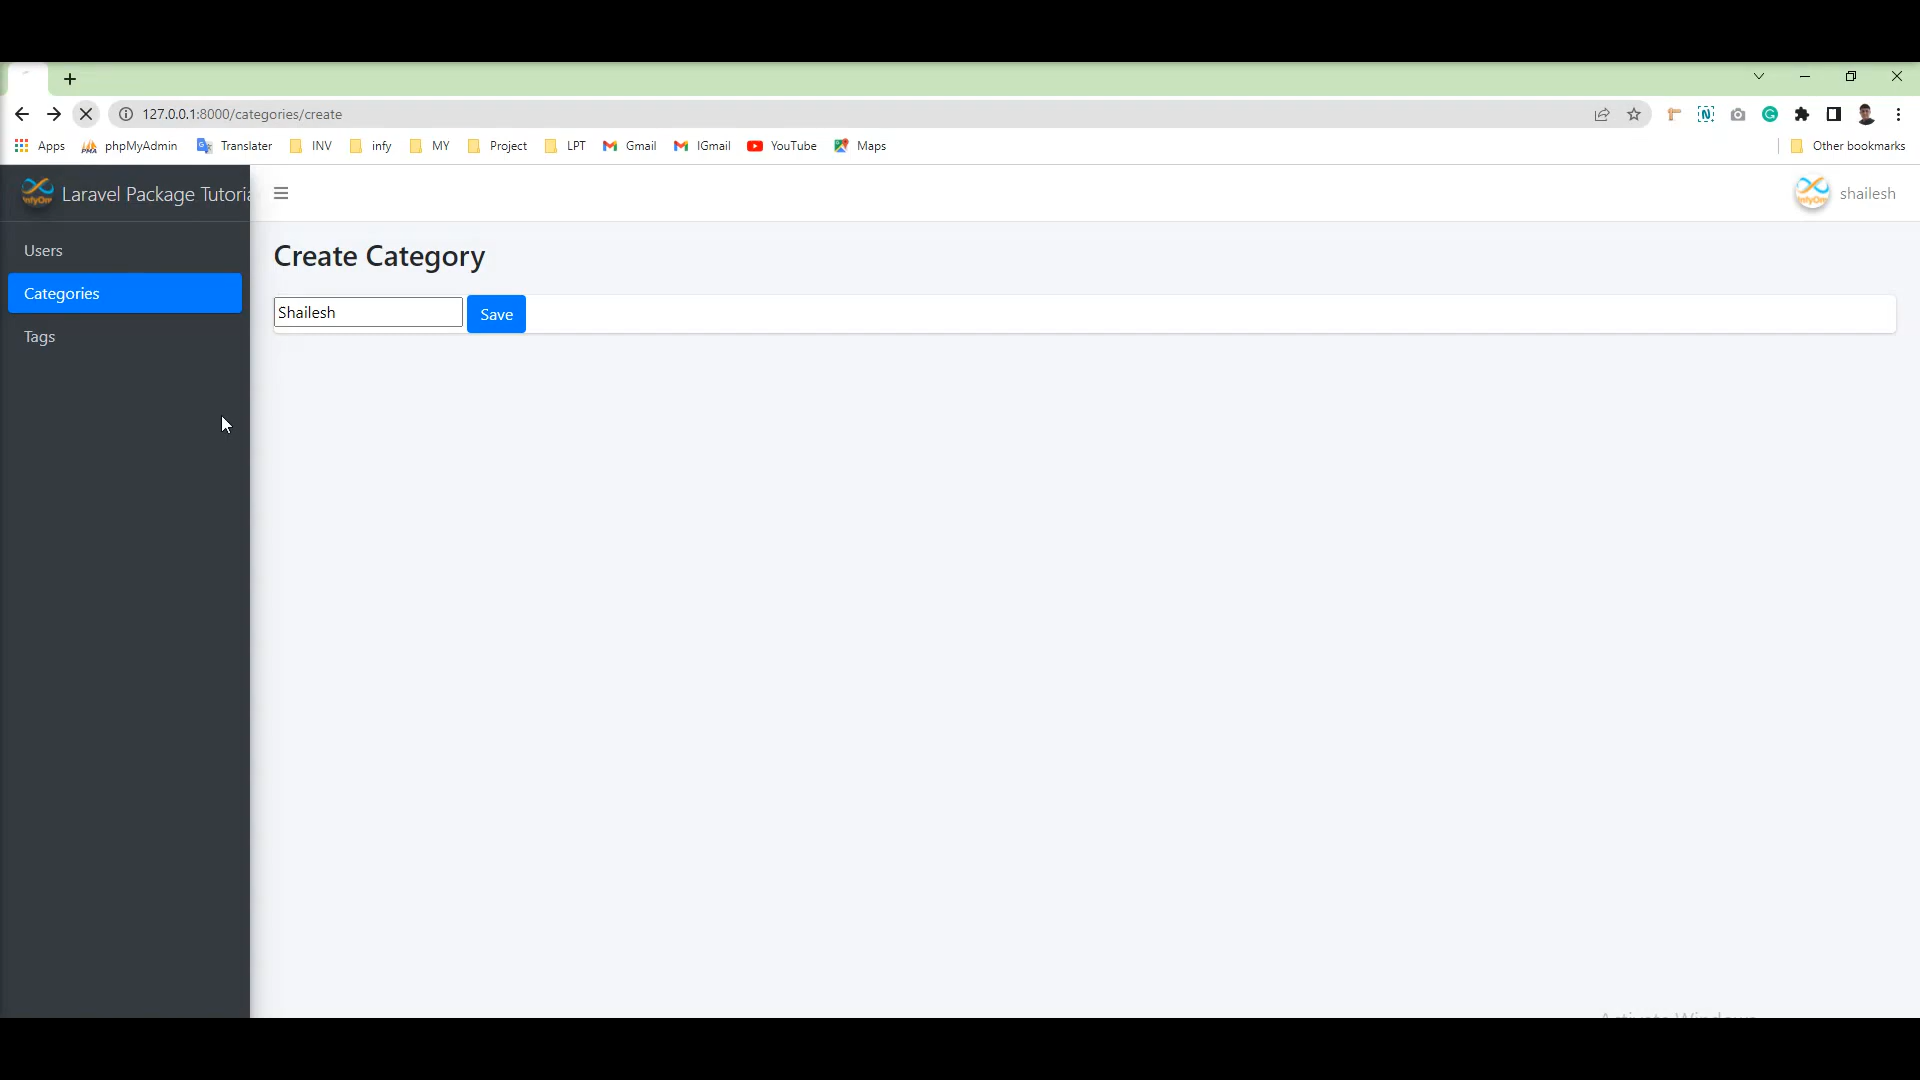 127.0.0.1:8000/categories/create
Apps phpMyAdmin Translater INV infy MY Project LPT Gmail IGmail YouTube Maps Other bookmarks
Laravel Package Tutoria shailesh
Users
Create Category
Categories
Shailesh Save
Tags